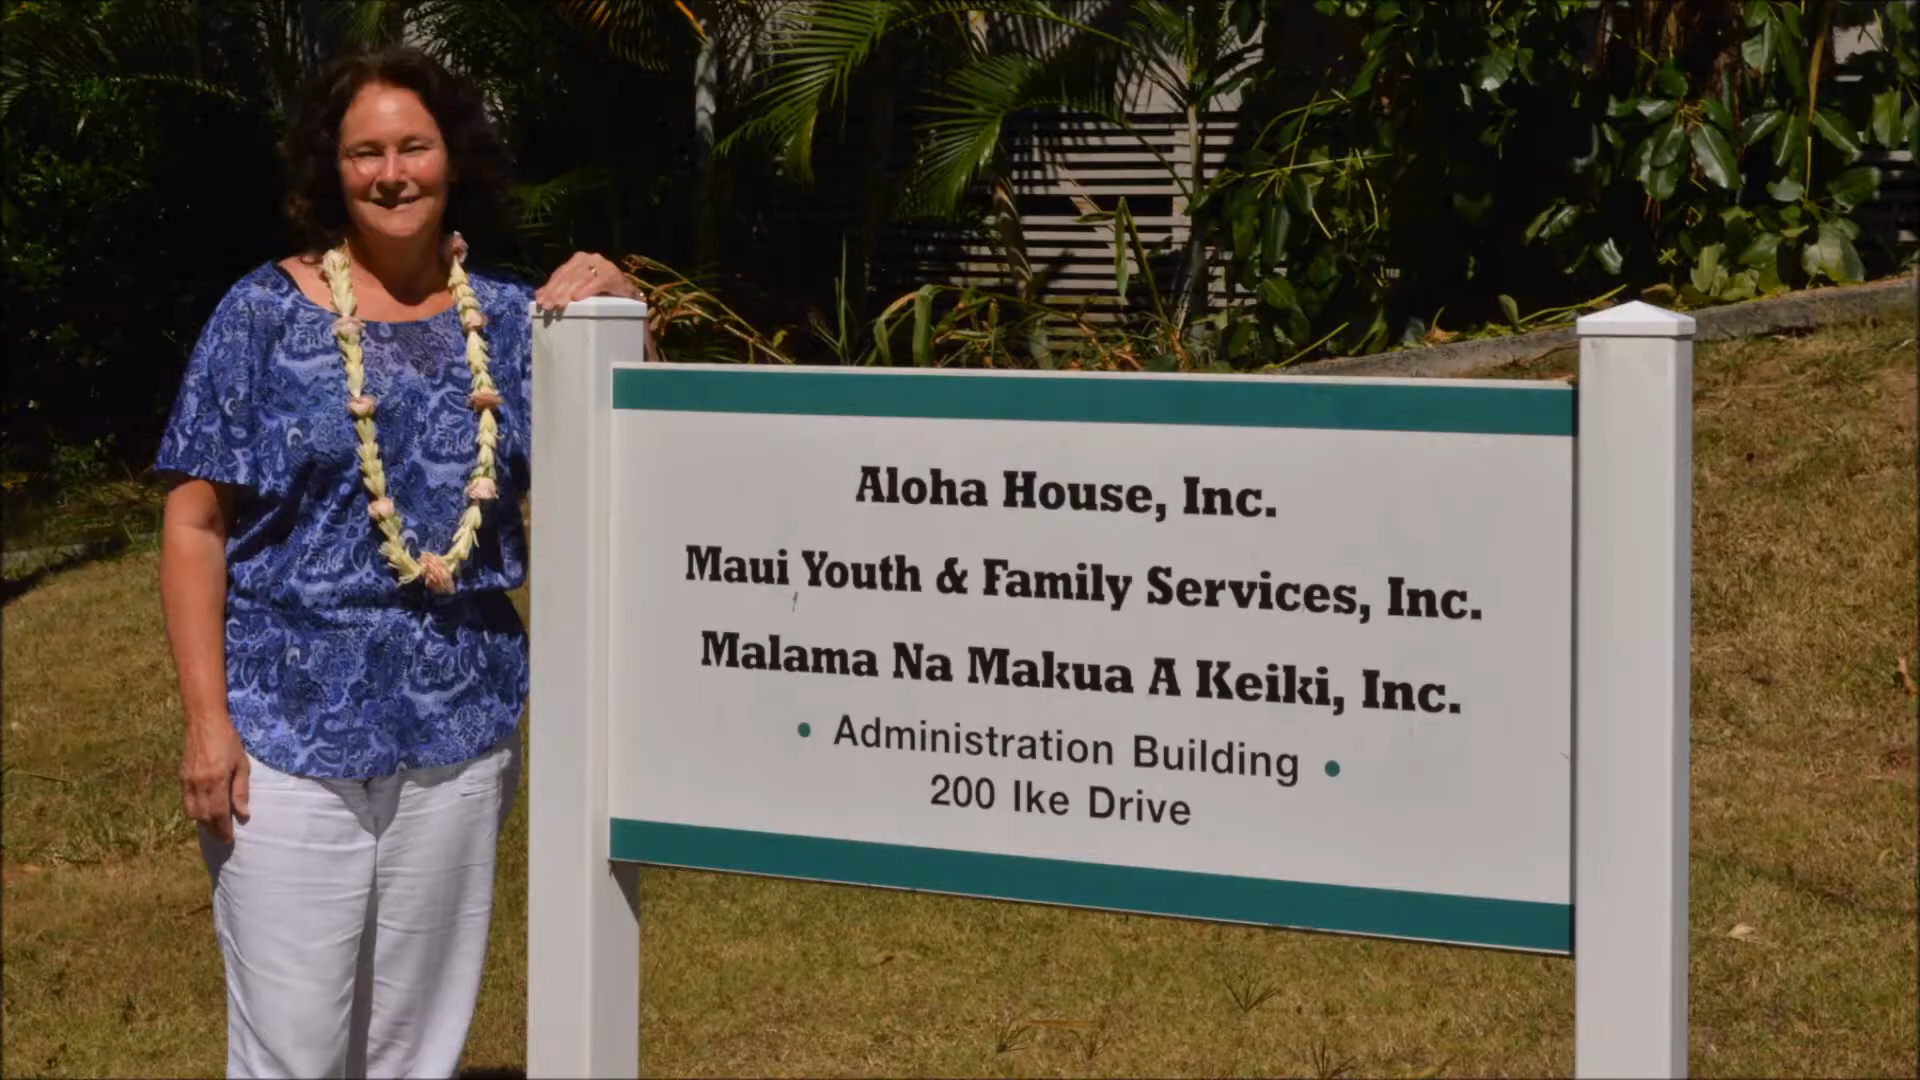 Aloha House, Inc.
Maui Youth & Family Services, Inc.
Malama Na Makua A Keiki, Inc.
• Administration Building •
200 Ike Drive